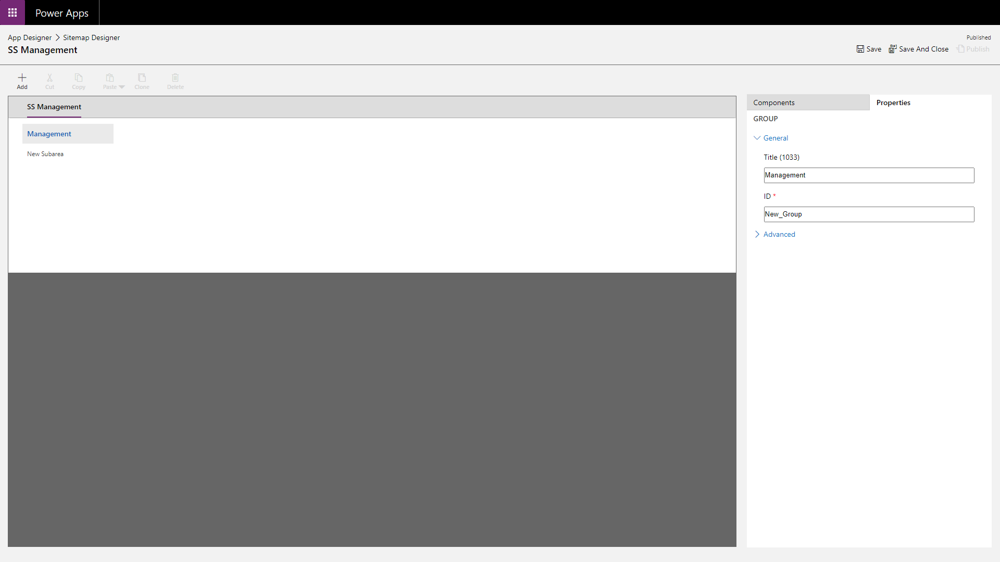 Power Apps
App Designer > Sitemap Designer
SS Management
Published
Save
Save And Close
Publish
Add
Cut
Copy
Paste
Clone
Delete
SS Management
Management
New Subarea
Components
Properties
GROUP
General
Title (1033)
Management
ID *
New_Group
Advanced